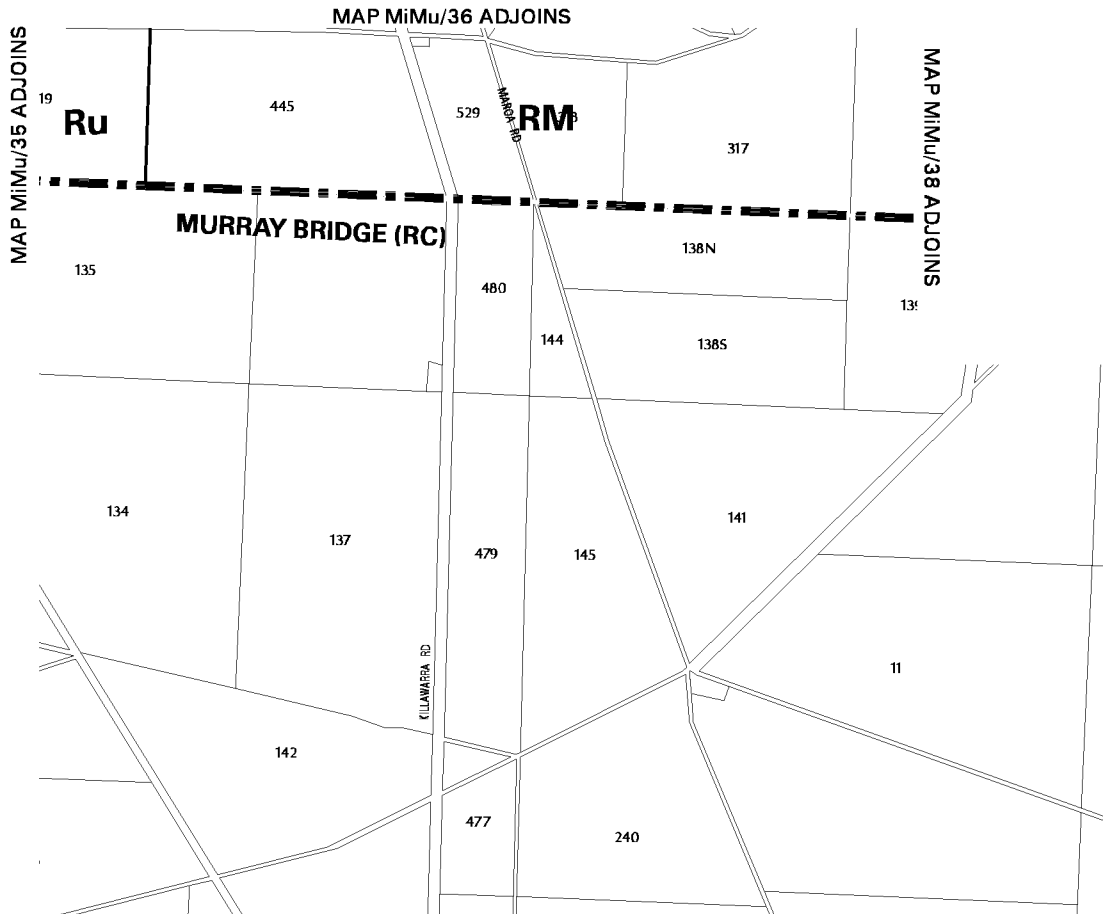 MAP MiMu/36 ADJOINS
MAP MiMu/35 ADJOINS
MAP MiMu/38 ADJOINS
19
Ru
445
529
MAROA RD
RM
317
MURRAY BRIDGE (RC)
135
138N
480
139
144
138S
134
137
479
145
141
KILLAWARRA RD
11
142
477
240